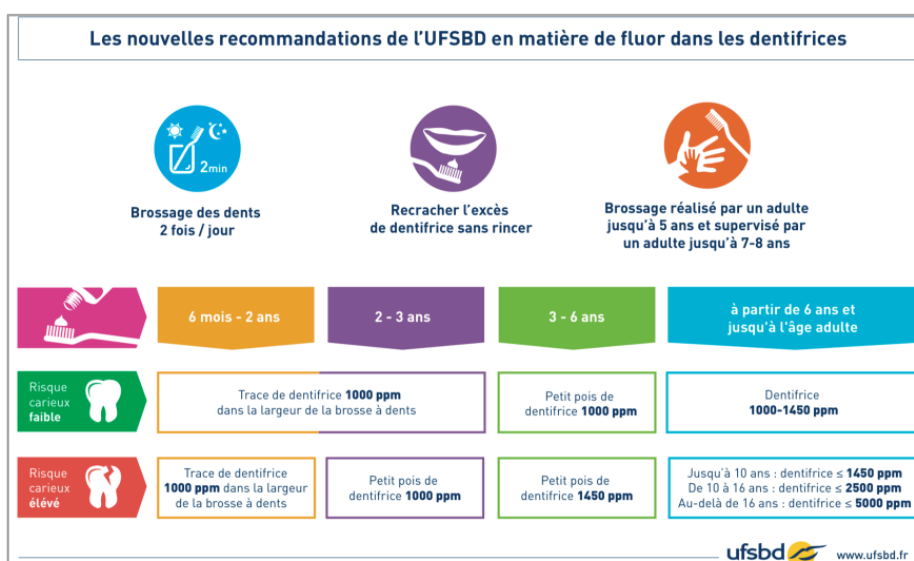 Les nouvelles recommandations de l'UFSBD en matière de fluor dans les dentifrices
2min
Brossage des dents
2 fois / jour
Recracher l'excès
de dentifrice sans rincer
Brossage réalisé par un adulte
jusqu'à 5 ans et supervisé par
un adulte jusqu'à 7-8 ans
6 mois - 2 ans
2 - 3 ans
3 - 6 ans
à partir de 6 ans et
jusqu'à l'âge adulte
Risque
carieux
faible
Trace de dentifrice 1000 ppm
dans la largeur de la brosse à dents
Petit pois de
dentifrice 1000 ppm
Dentifrice
1000-1450 ppm
Risque
carieux
élévé
Trace de dentifrice
1000 ppm dans la largeur
de la brosse à dents
Petit pois de
dentifrice 1000 ppm
Petit pois de
dentifrice 1450 ppm
Jusqu'à 10 ans : dentifrice ≤ 1450 ppm
De 10 à 16 ans : dentifrice ≤ 2500 ppm
Au-delà de 16 ans : dentifrice ≤ 5000 ppm
ufsbd www.ufsbd.fr